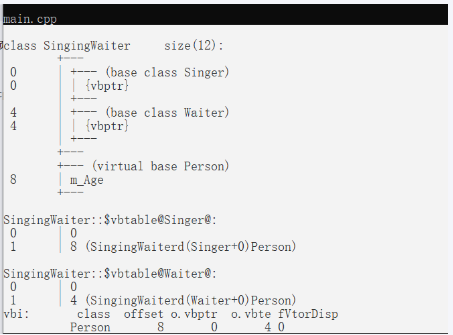 main.cpp
class SingingWaiter size(12):
+---
0 | +--- (base class Singer)
0 | | {vbptr}
| +---
4 | +--- (base class Waiter)
4 | | {vbptr}
| +---
+---
+--- (virtual base Person)
8 | m_Age
+---
SingingWaiter::$vbtable@Singer@:
0 | 0
1 | 8 (SingingWaiterd(Singer+0)Person)
SingingWaiter::$vbtable@Waiter@:
0 | 0
1 | 4 (SingingWaiterd(Waiter+0)Person)
vbi: class offset o.vbptr o.vbte fVtorDisp
Person 8 0 4 0